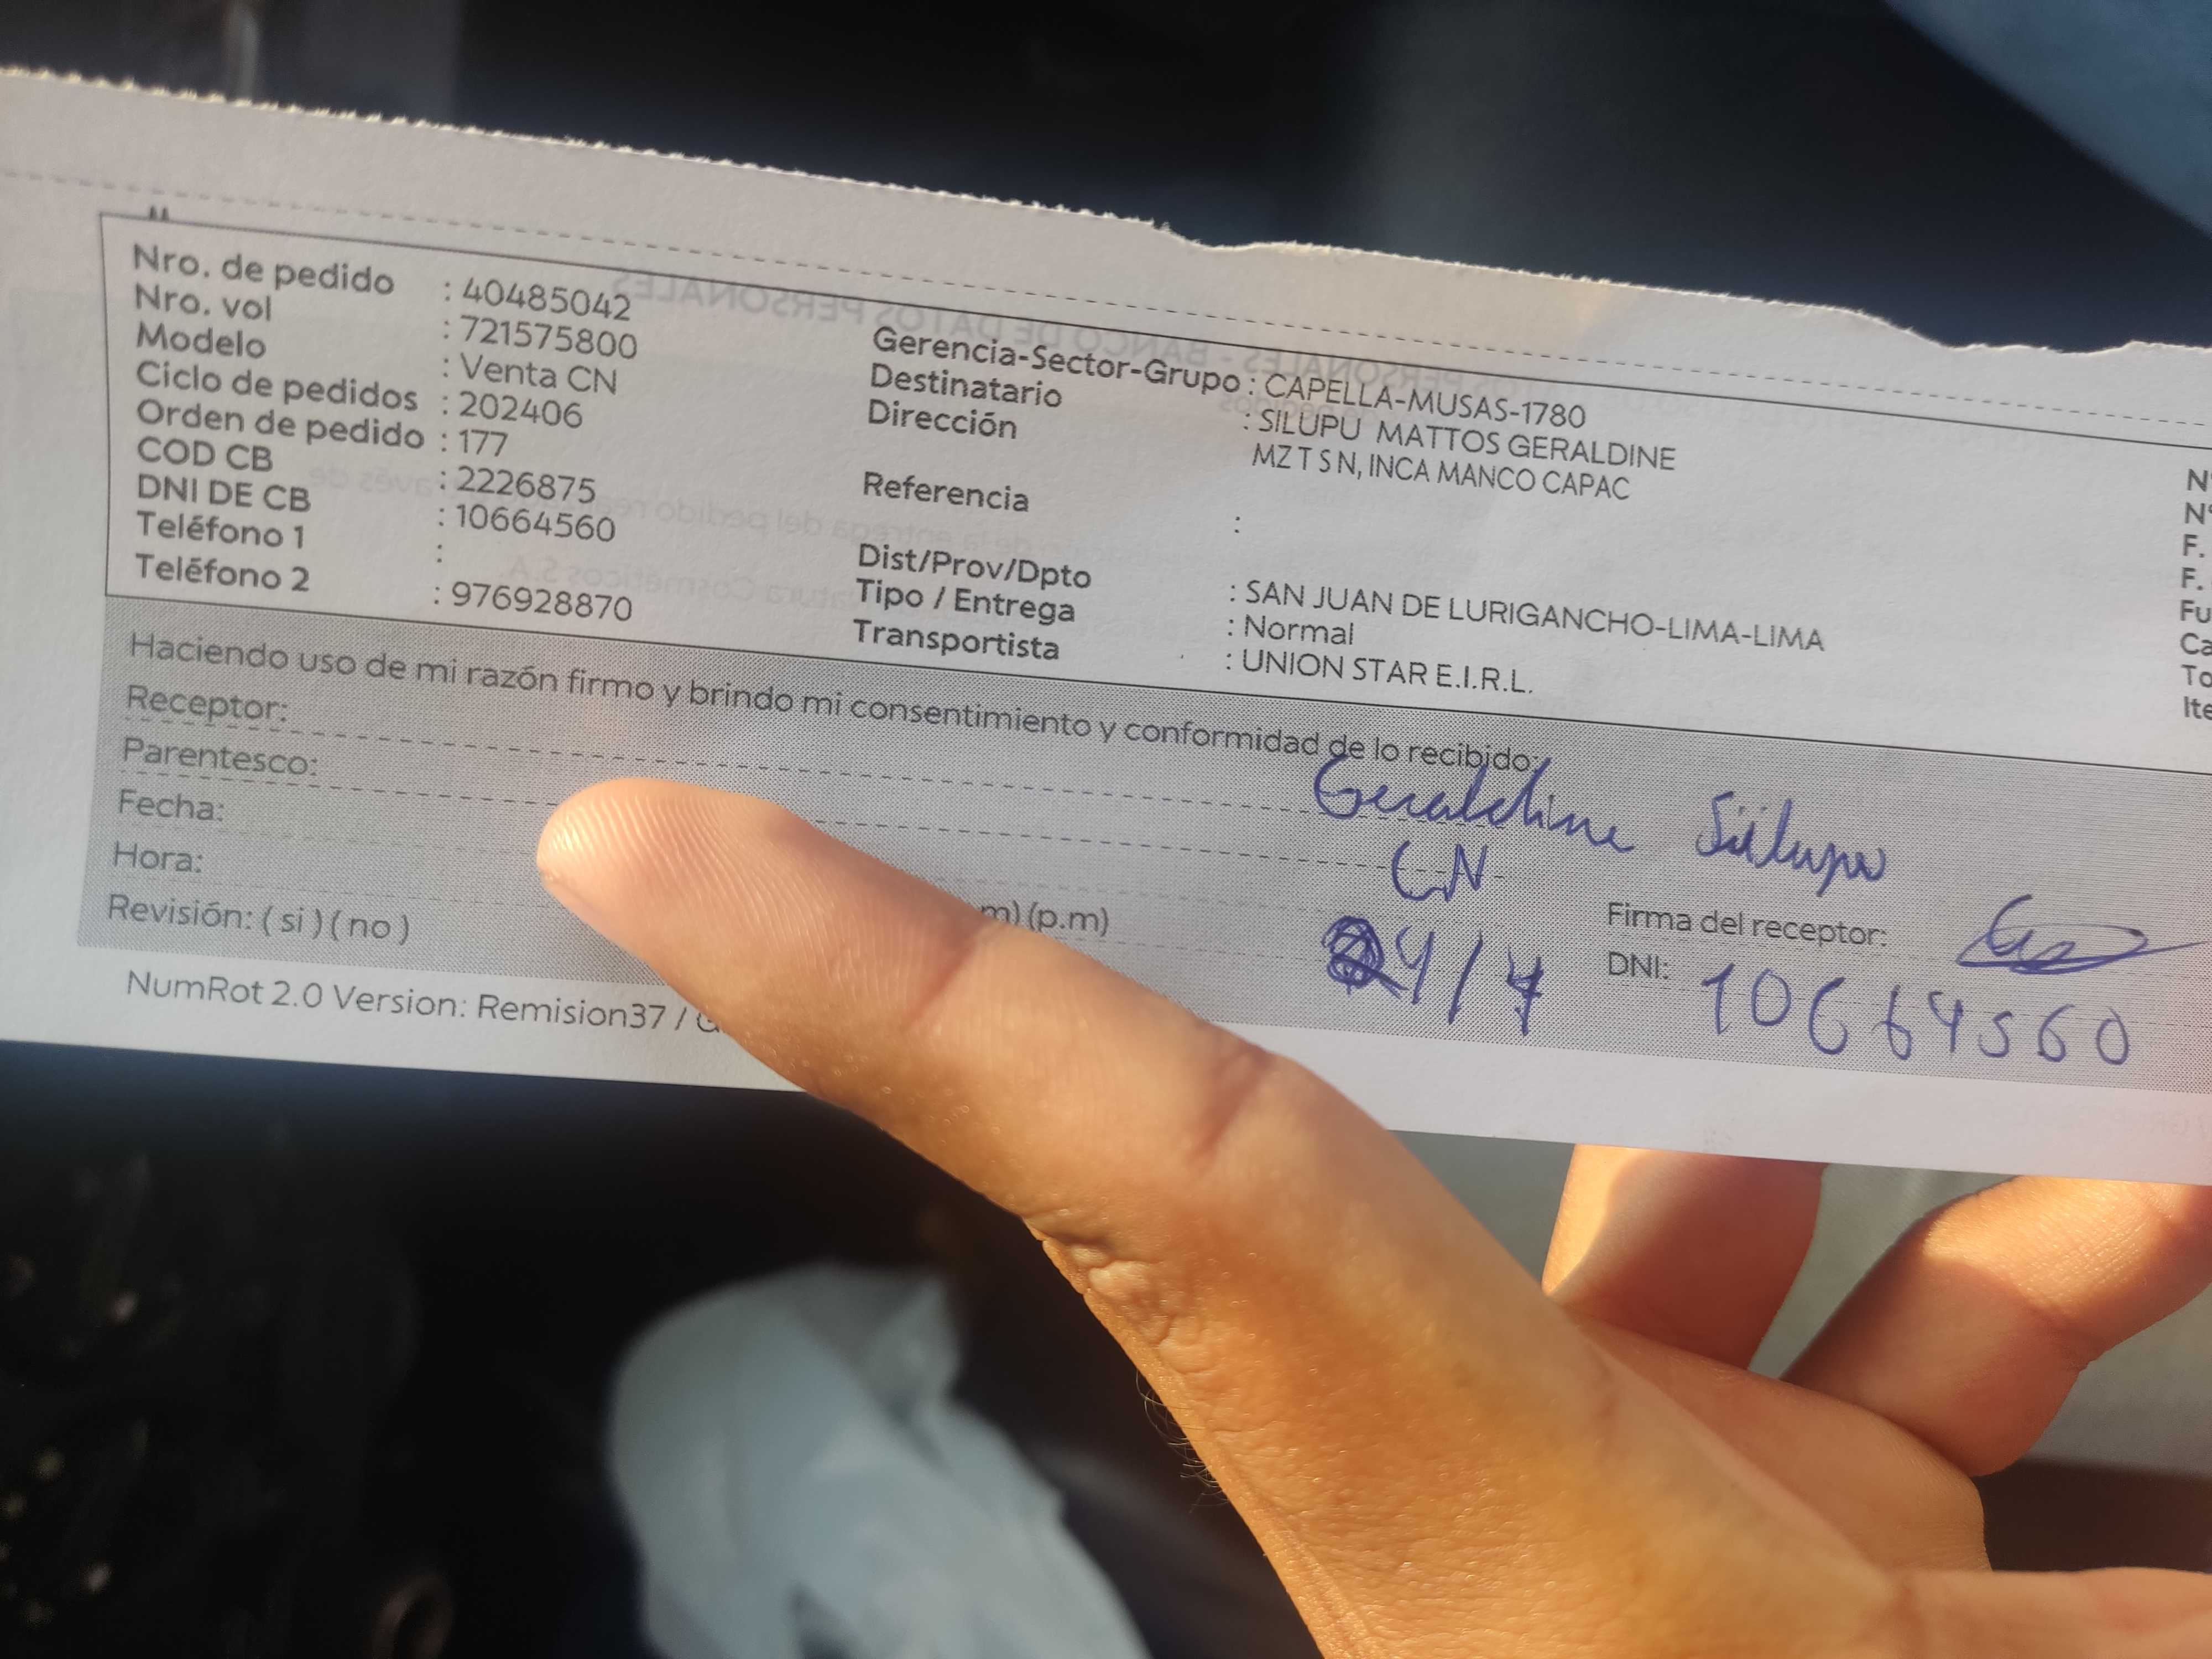 Nro. de pedido : 40485042
Nro. vol : 721575800
Modelo : Venta CN
Ciclo de pedidos : 202406
Orden de pedido : 177
COD CB : 2226875
DNI DE CB : 10664560
Teléfono 1 :
Teléfono 2 : 976928870
Gerencia-Sector-Grupo : CAPELLA-MUSAS-1780
Destinatario : SILUPU MATTOS GERALDINE
Dirección MZ T S N, INCA MANCO CAPAC
Referencia :
Dist/Prov/Dpto : SAN JUAN DE LURIGANCHO-LIMA-LIMA
Tipo / Entrega : Normal
Transportista : UNION STAR E.I.R.L.
Haciendo uso de mi razón firmo y brindo mi consentimiento y conformidad de lo recibido:
Receptor: Geraldine Silupu
Parentesco: CN
Fecha: 4/4
Hora: m) (p.m)
Revisión: ( si ) ( no )
Firma del receptor:
DNI: 10664560
NumRot 2.0 Version: Remision37 /